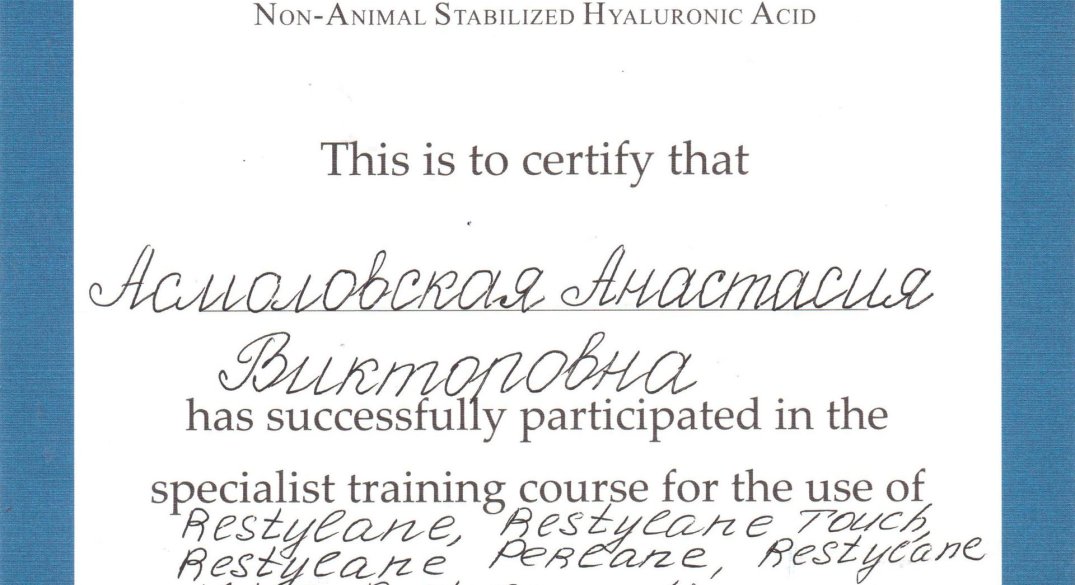 Non-Animal Stabilized Hyaluronic Acid
This is to certify that
Асмоловская Анастасия
Викторовна
has successfully participated in the
specialist training course for the use of
Restylane, Restylane Touch,
Restylane Perlane, Restylane